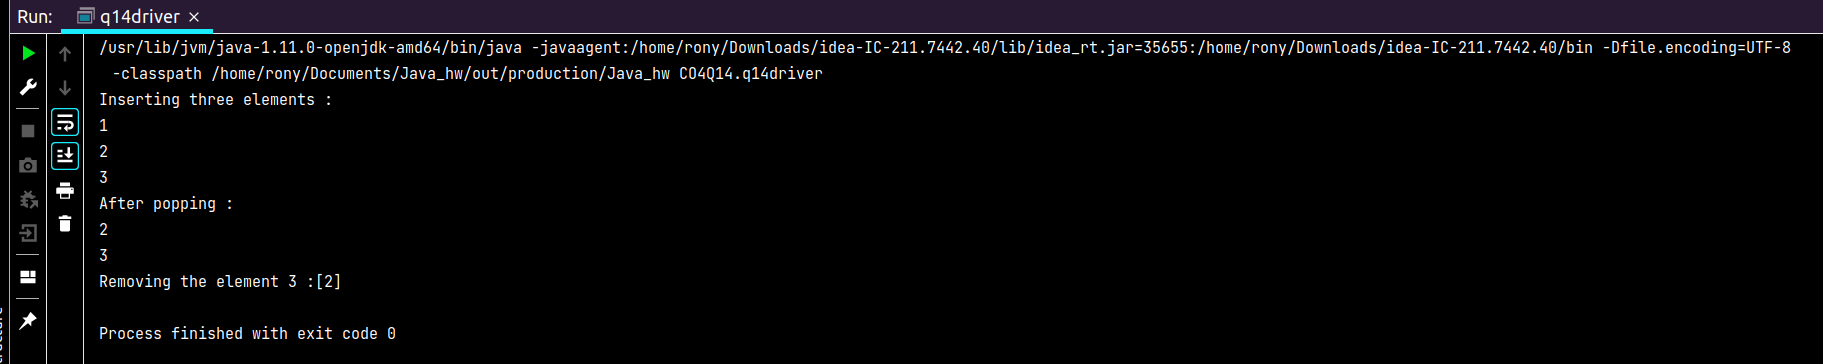 Run: q14driver ×
/usr/lib/jvm/java-1.11.0-openjdk-amd64/bin/java -javaagent:/home/rony/Downloads/idea-IC-211.7442.40/lib/idea_rt.jar=35655:/home/rony/Downloads/idea-IC-211.7442.40/bin -Dfile.encoding=UTF-8
-classpath /home/rony/Documents/Java_hw/out/production/Java_hw CO4Q14.q14driver
Inserting three elements :
1
2
3
After popping :
2
3
Removing the element 3 :[2]
Process finished with exit code 0